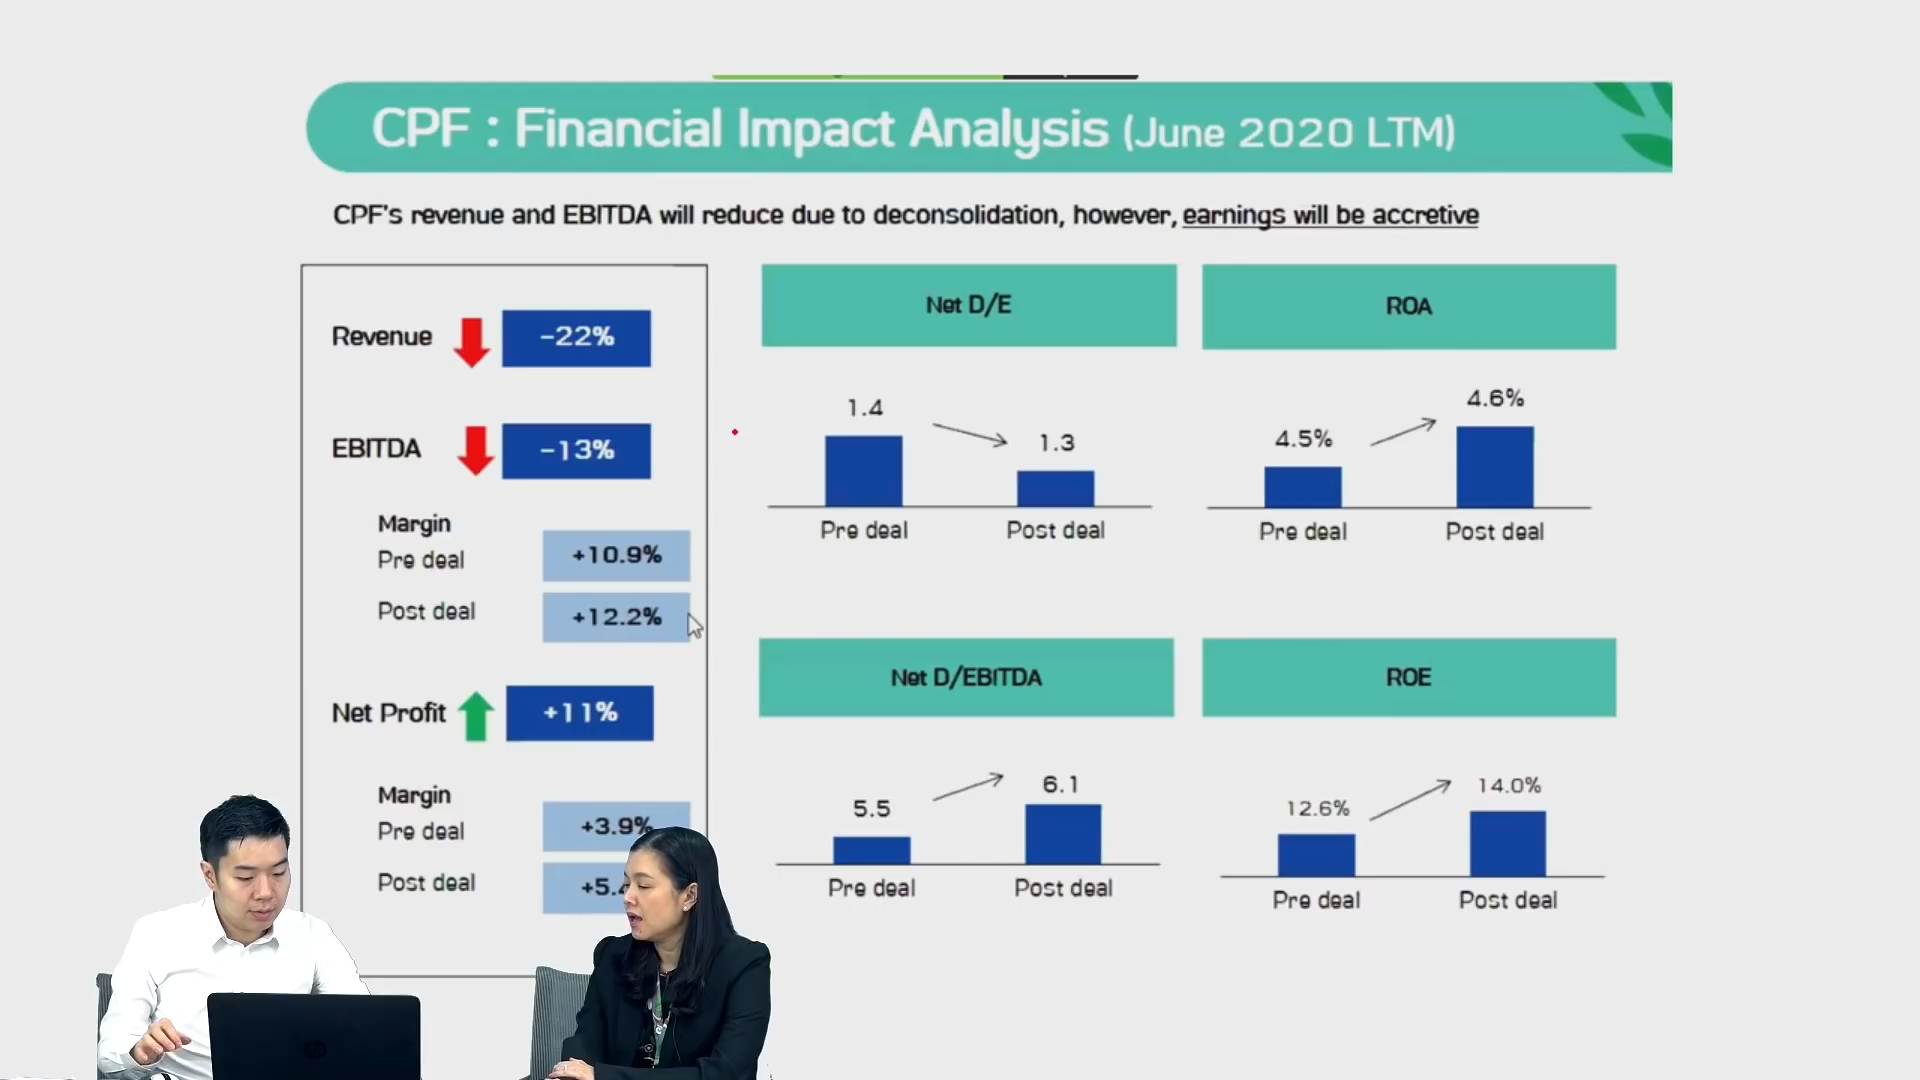 CPF : Financial Impact Analysis (June 2020 LTM)
CPF's revenue and EBITDA will reduce due to deconsolidation, however, earnings will be accretive
Revenue -22%
EBITDA -13%
Margin
Pre deal +10.9%
Post deal +12.2%
Net Profit +11%
Margin
Pre deal +3.9%
Post deal
Net D/E
1.4
1.3
Pre deal Post deal
ROA
4.5%
4.6%
Pre deal Post deal
Net D/EBITDA
5.5
6.1
Pre deal Post deal
ROE
12.6%
14.0%
Pre deal Post deal